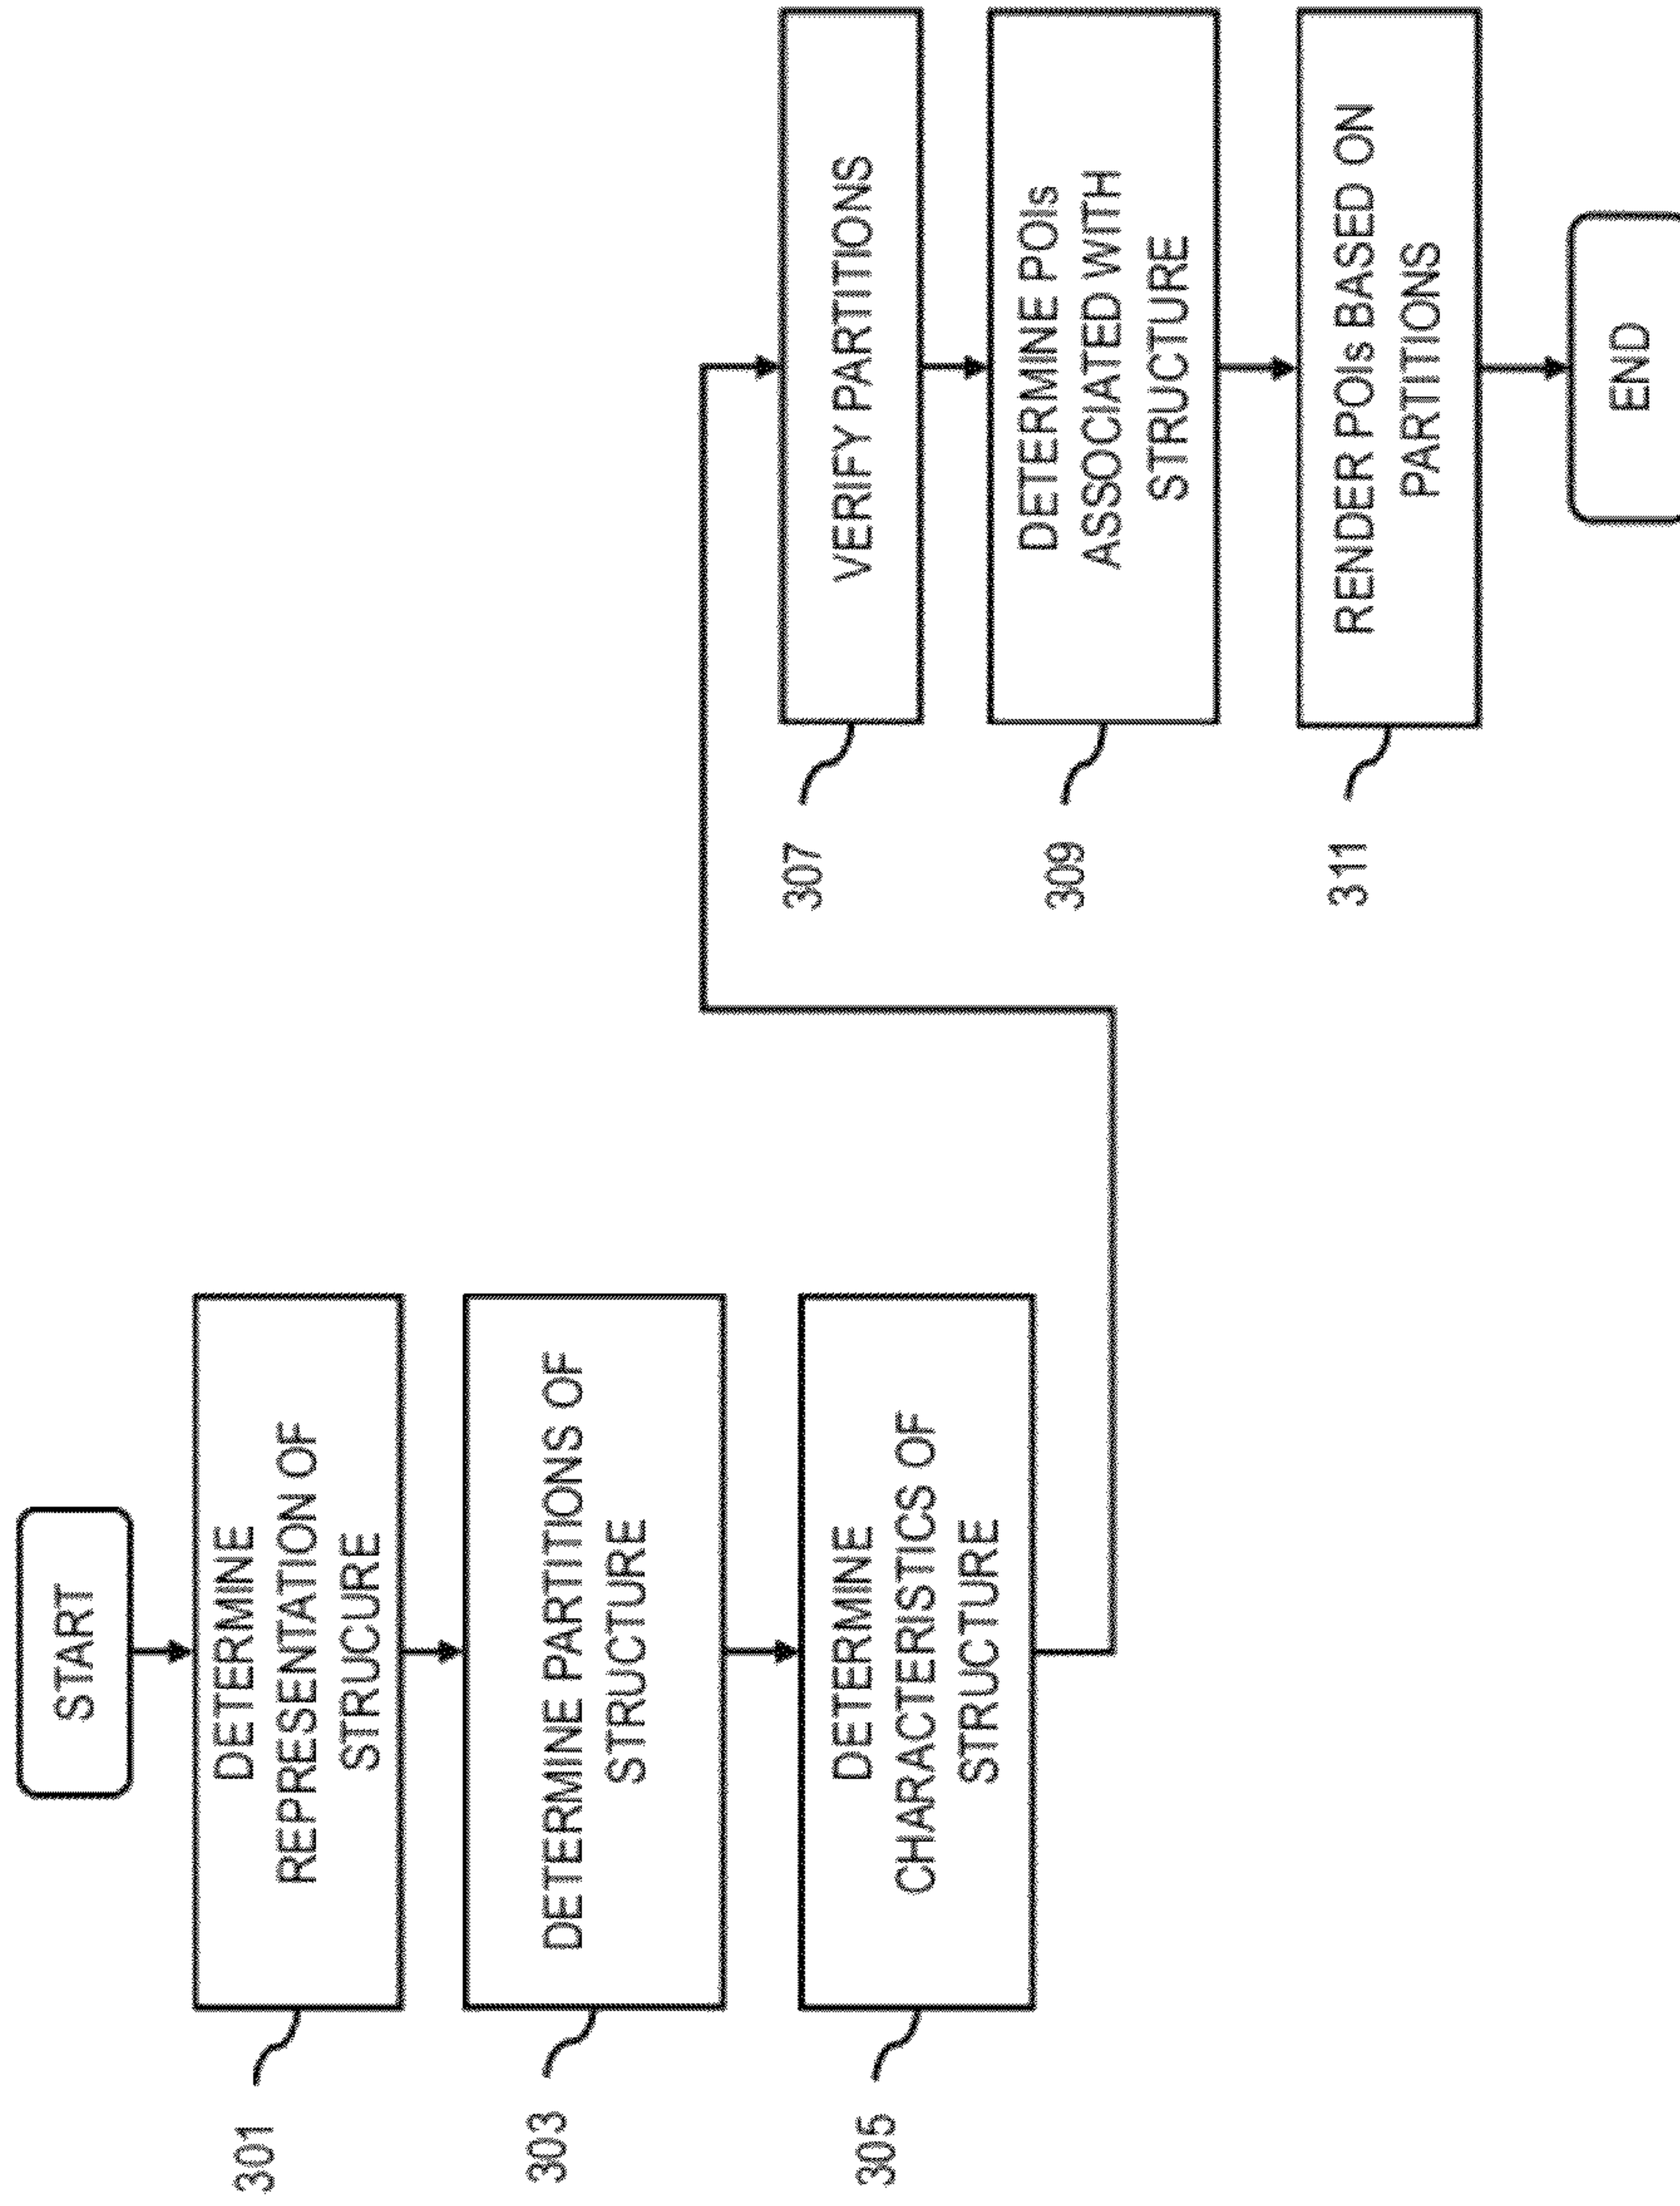 START
301
DETERMINE
REPRESENTATION OF
STRUCURE
303
DETERMINE PARTITIONS OF
STRUCTURE
305
DETERMINE
CHARACTERISTICS OF
STRUCTURE
307
VERIFY PARTITIONS
309
DETERMINE POIs
ASSOCIATED WITH
STRUCTURE
311
RENDER POIs BASED ON
PARTITIONS
END